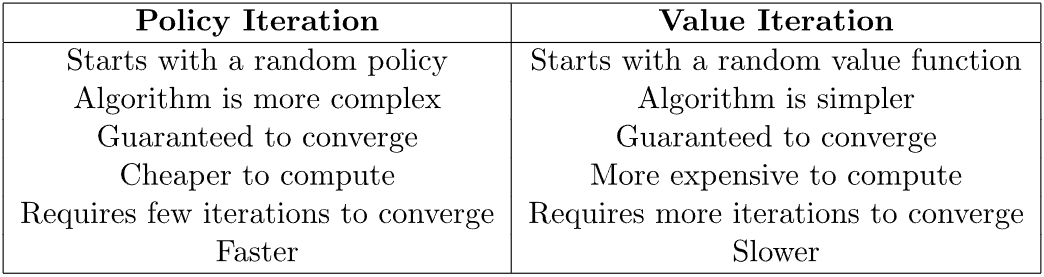 Policy Iteration Value Iteration
Starts with a random policy Starts with a random value function
Algorithm is more complex Algorithm is simpler
Guaranteed to converge Guaranteed to converge
Cheaper to compute More expensive to compute
Requires few iterations to converge Requires more iterations to converge
Faster Slower